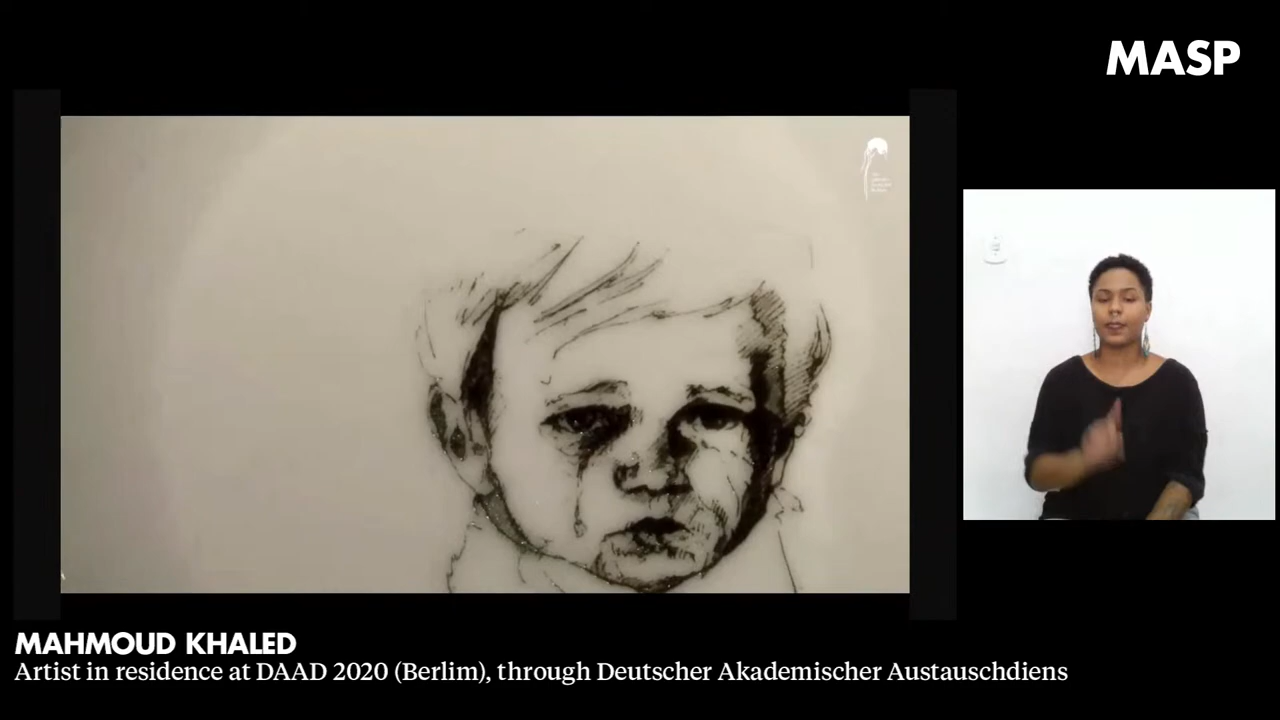 MASP
MAHMOUD KHALED
Artist in residence at DAAD 2020 (Berlim), through Deutscher Akademischer Austauschdiens